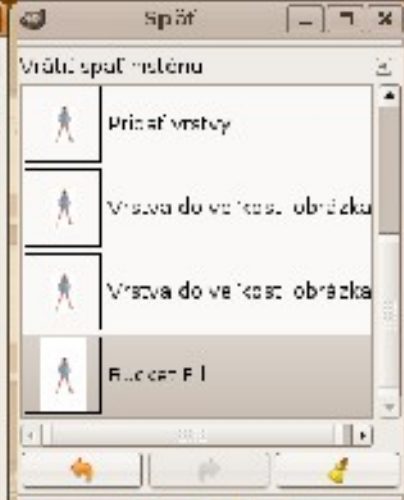 Späť
Vrátiť späť históriu
Pridať vrstvy
Vrstva do veľkosti obrázka
Vrstva do veľkosti obrázka
Bucket Fill